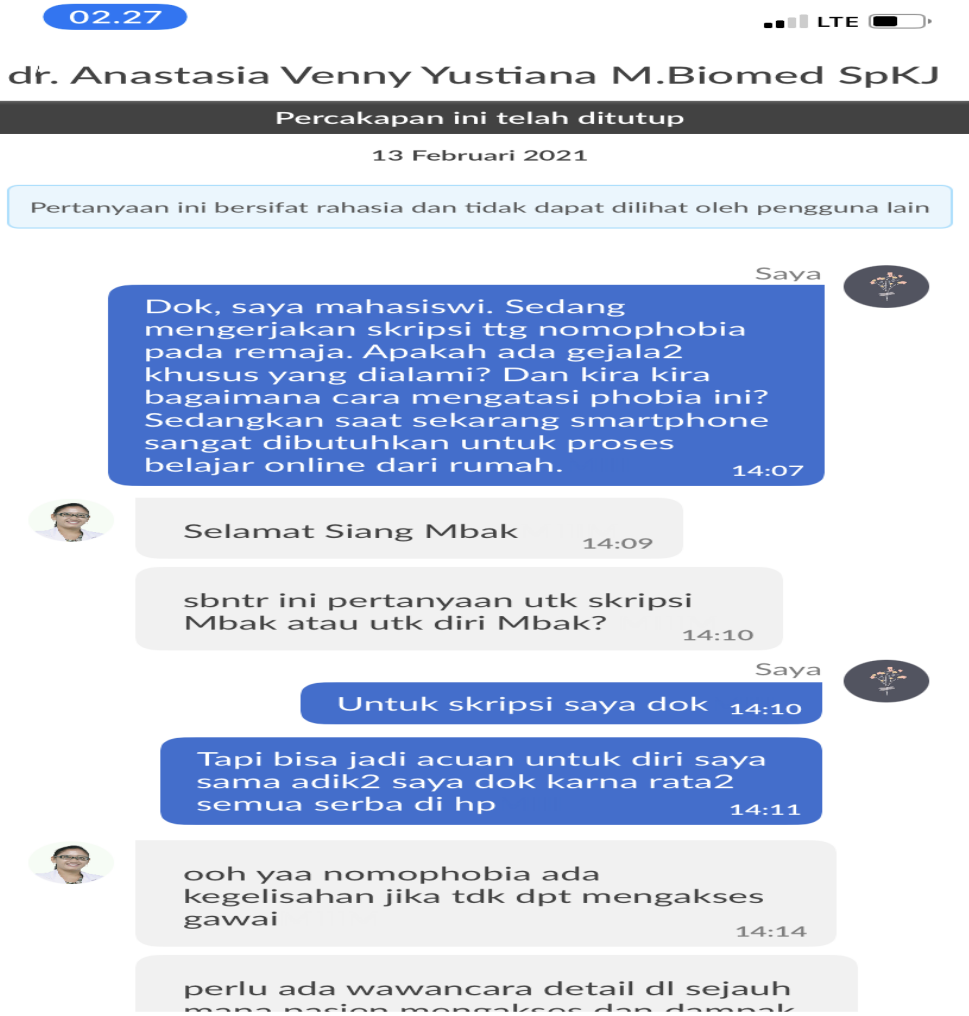 02.27
LTE
dr. Anastasia Venny Yustiana M.Biomed SpKJ
Percakapan ini telah ditutup
13 Februari 2021
Pertanyaan ini bersifat rahasia dan tidak dapat dilihat oleh pengguna lain
Saya
Dok, saya mahasiswi. Sedang
mengerjakan skripsi ttg nomophobia
pada remaja. Apakah ada gejala2
khusus yang dialami? Dan kira kira
bagaimana cara mengatasi phobia ini?
Sedangkan saat sekarang smartphone
sangat dibutuhkan untuk proses
belajar online dari rumah.
14:07
Selamat Siang Mbak
14:09
sbntr ini pertanyaan utk skripsi
Mbak atau utk diri Mbak?
14:10
Saya
Untuk skripsi saya dok
14:10
Tapi bisa jadi acuan untuk diri saya
sama adik2 saya dok karna rata2
semua serba di hp
14:11
ooh yaa nomophobia ada
kegelisahan jika tdk dpt mengakses
gawai
14:14
perlu ada wawancara detail dl sejauh
mana pasien mengakses dan dampak